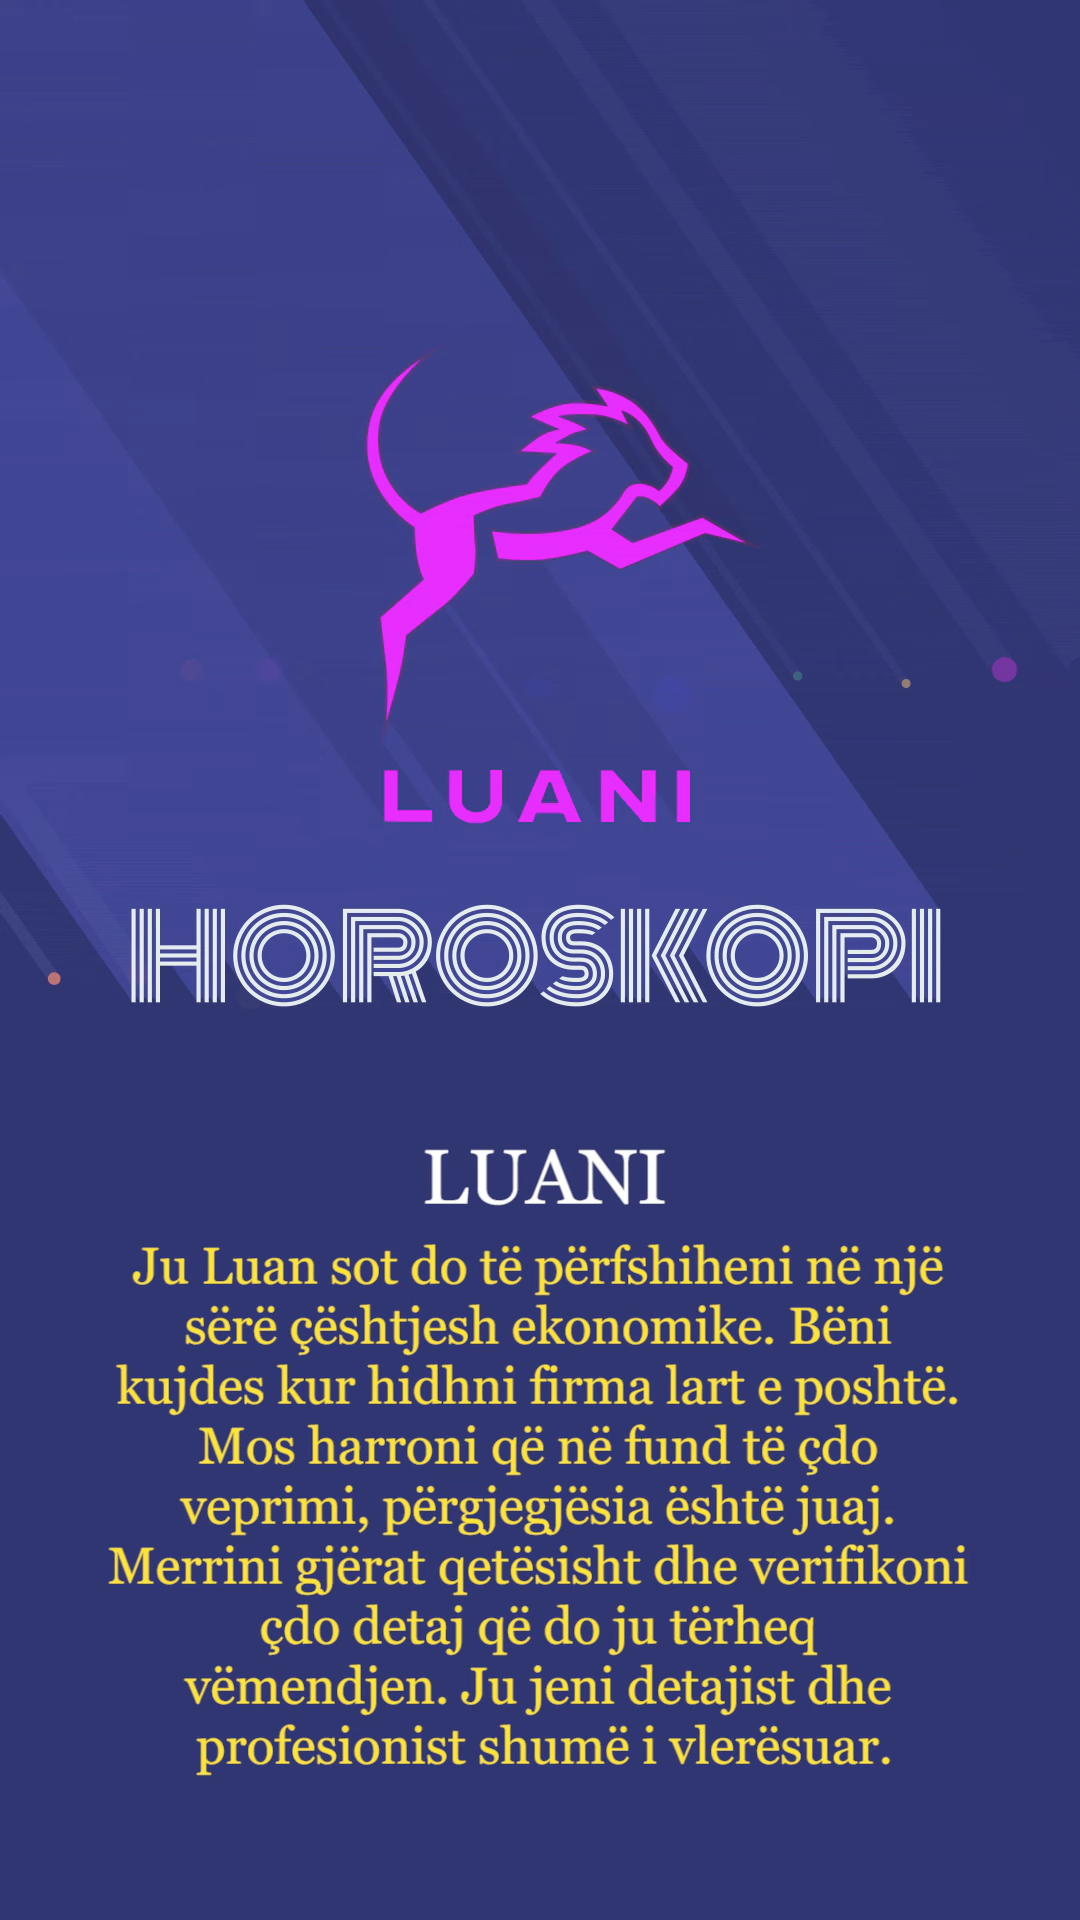 LUANI
HOROSKOPI
LUANI
Ju Luan sot do të përfshiheni në një
sërë çështjesh ekonomike. Bëni
kujdes kur hidhni firma lart e poshtë.
Mos harroni që në fund të çdo
veprimi, përgjegjësia është juaj.
Merrini gjërat qetësisht dhe verifikoni
çdo detaj që do ju tërheq
vëmendjen. Ju jeni detajist dhe
profesionist shumë i vlerësuar.